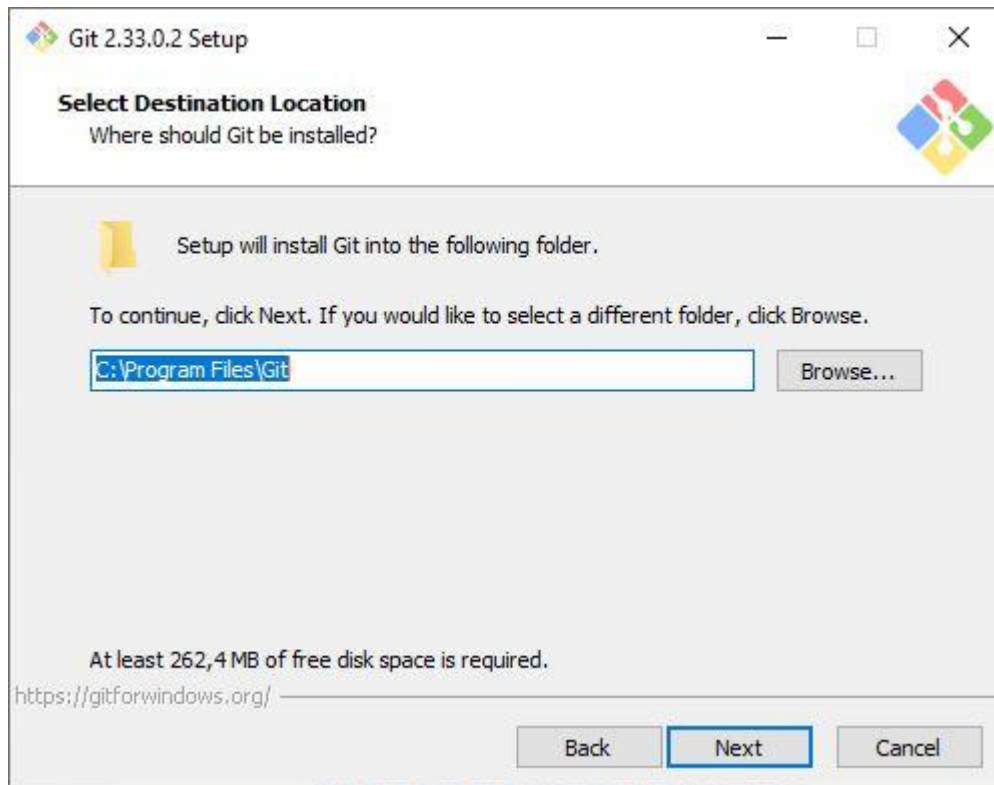 Git 2.33.0.2 Setup
Select Destination Location
Where should Git be installed?
Setup will install Git into the following folder.
To continue, click Next. If you would like to select a different folder, click Browse.
C:\Program Files\Git
Browse...
At least 262,4 MB of free disk space is required.
https://gitforwindows.org/
Back
Next
Cancel